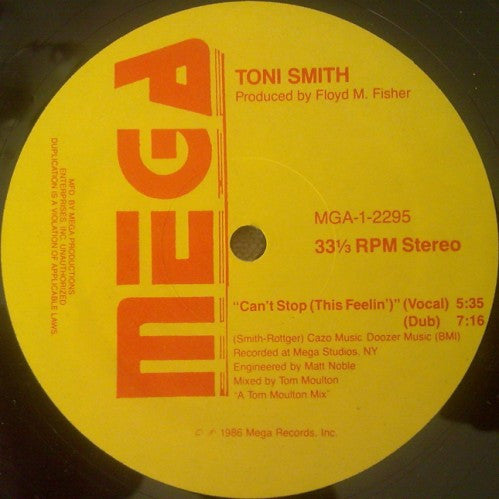 MEGA
TONI SMITH
Produced by Floyd M. Fisher
MGA-1-2295
33⅓ RPM Stereo
"Can't Stop (This Feelin')" (Vocal) 5:35
(Dub) 7:16
(Smith-Rottger) Cazo Music Doozer Music (BMI)
Recorded at Mega Studios, NY
Engineered by Matt Noble
Mixed by Tom Moulton
"A Tom Moulton Mix"
© ℗ 1986 Mega Records, Inc.
MFD. BY MEGA PRODUCTIONS
ENTERPRISES, INC. UNAUTHORIZED
DUPLICATION IS A VIOLATION OF APPLICABLE LAWS.